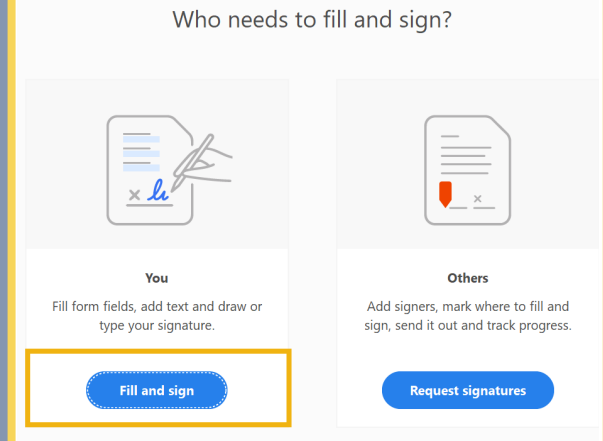 Who needs to fill and sign?
You
Fill form fields, add text and draw or
type your signature.
Fill and sign
Others
Add signers, mark where to fill and
sign, send it out and track progress.
Request signatures